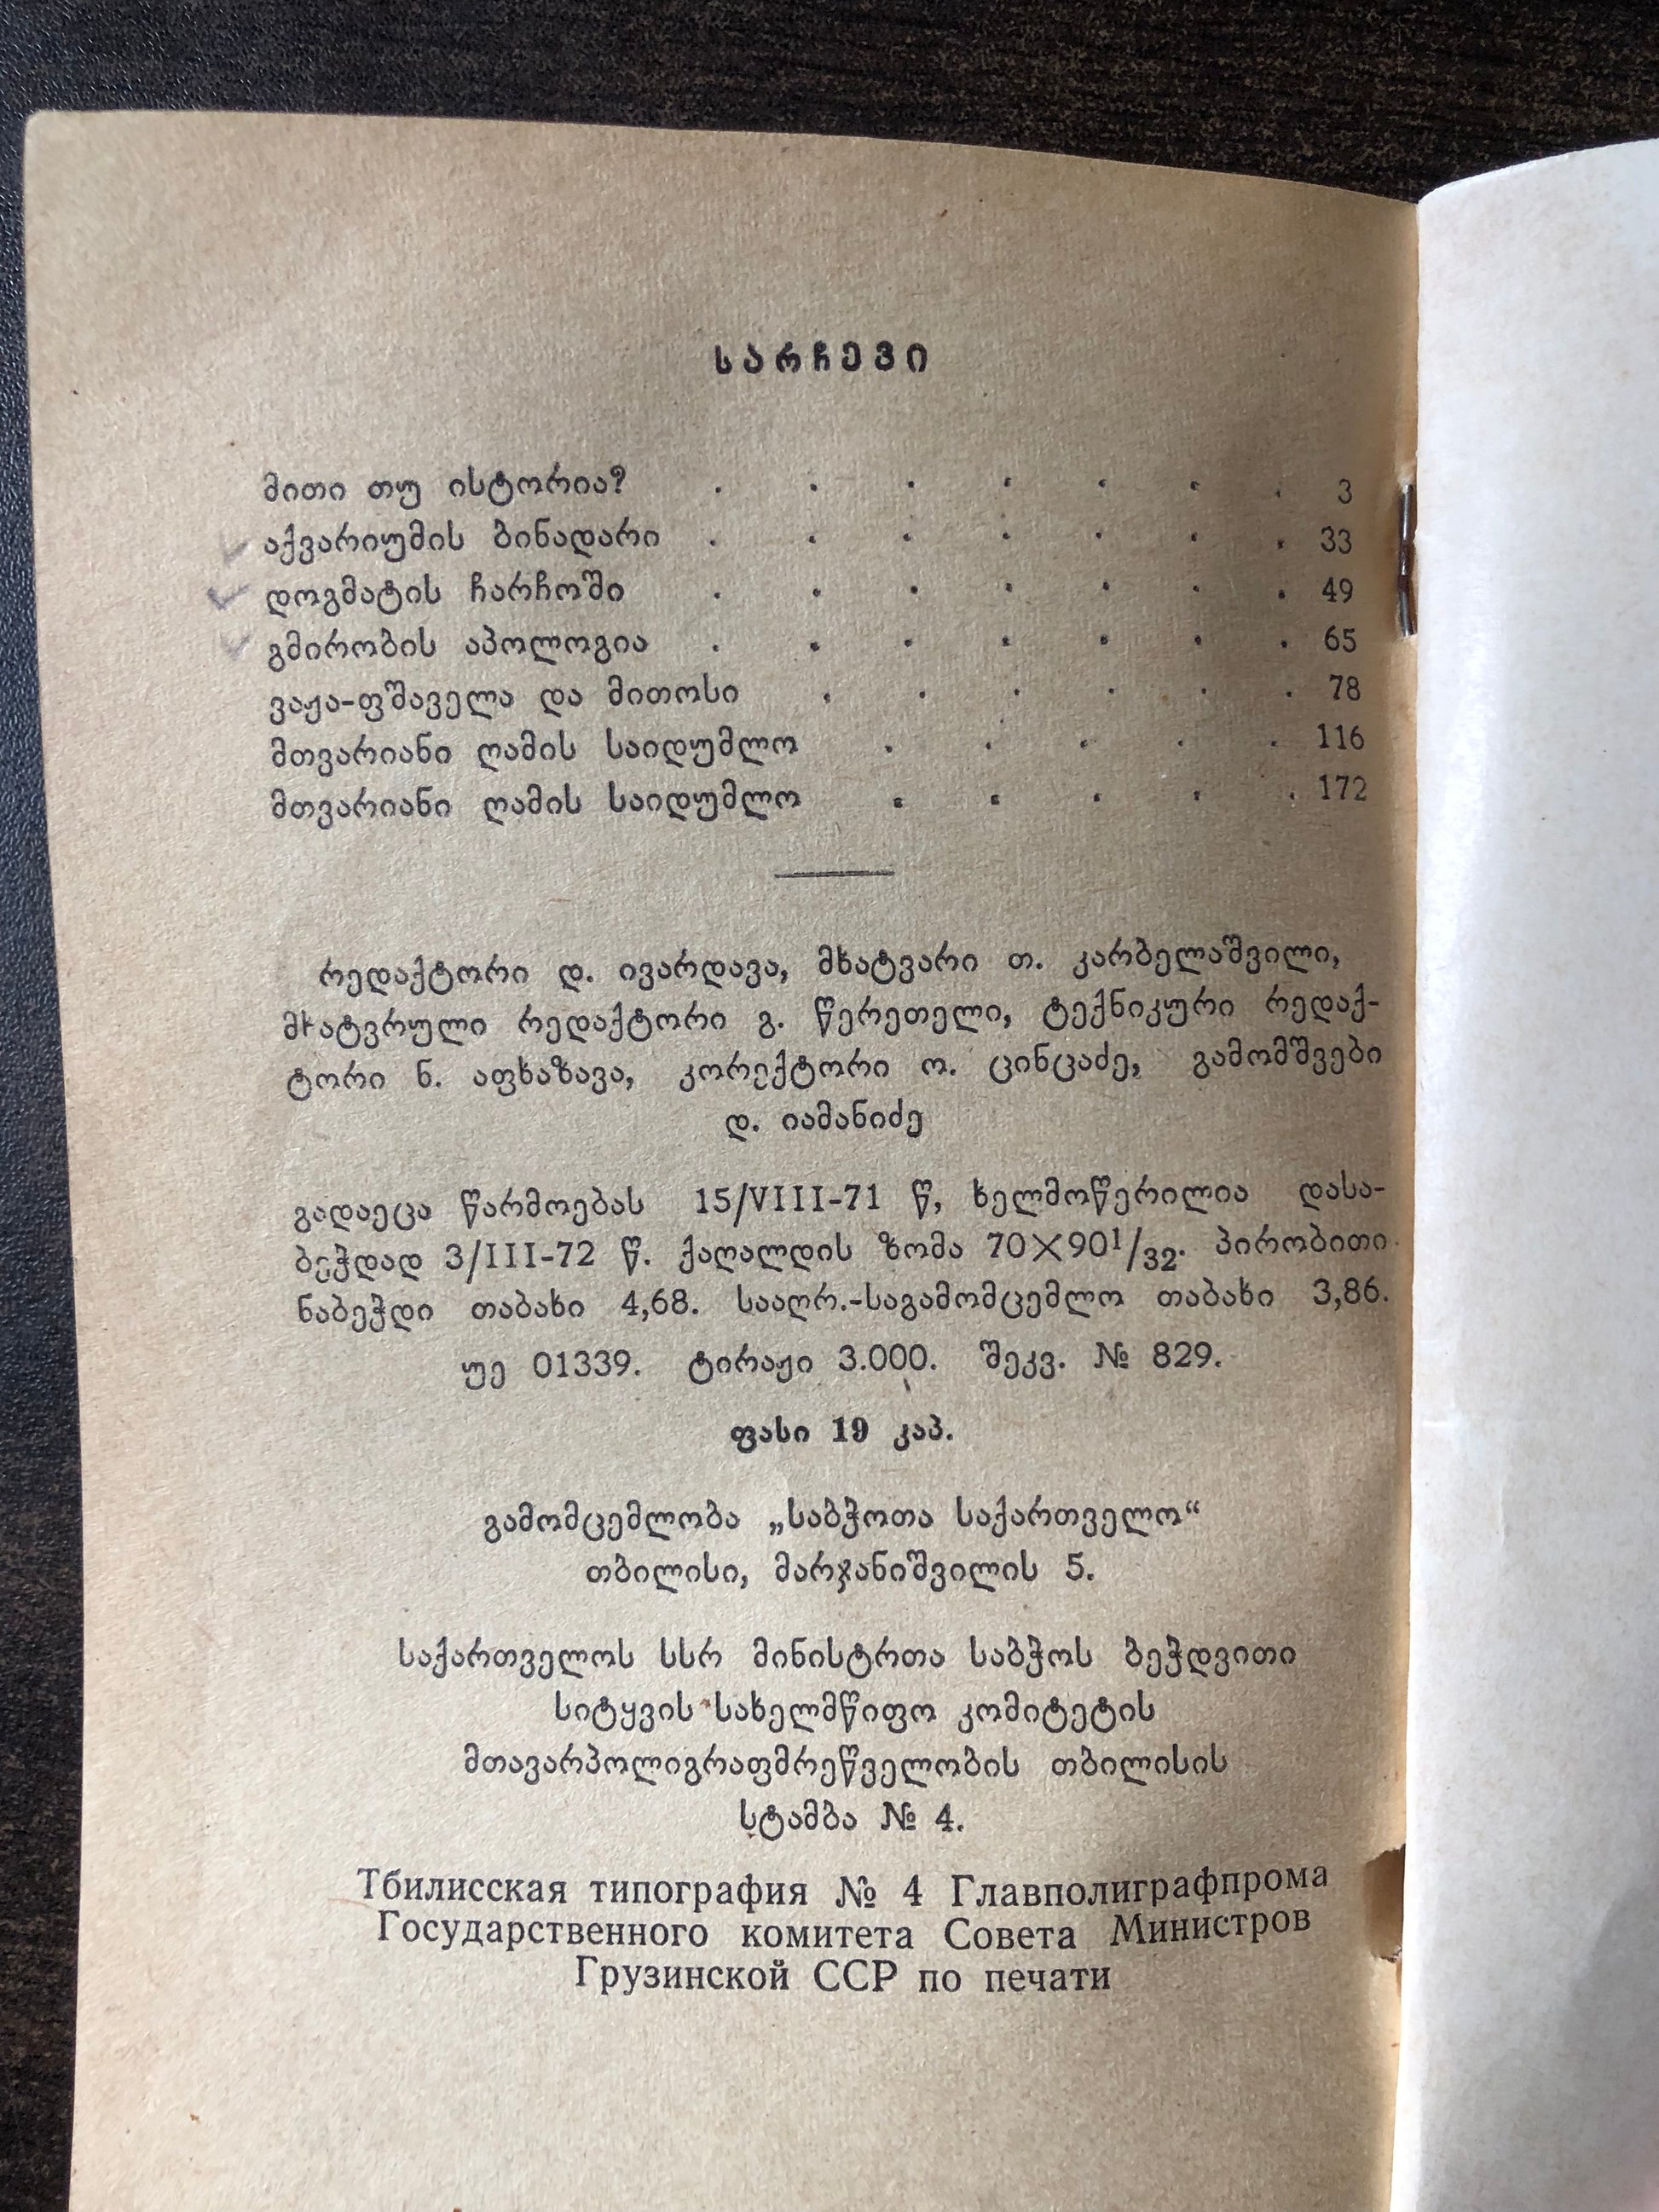 სარჩევი
მითი თუ ისტორია? . . . . . . . 3
აქვარიუმის ბინადარი . . . . . . . 33
დოგმატის ჩარჩოში . . . . . . . 49
გმირობის აპოლოგია . . . . . . . 65
ვაჟა-ფშაველა და მითოსი . . . . . . 78
მთვარიანი ღამის საიდუმლო . . . . . 116
მთვარიანი ღამის საიდუმლო . . . . . 172
რედაქტორი დ. ივარდავა, მხატვარი თ. კარბელაშვილი,
მხატვრული რედაქტორი გ. წერეთელი, ტექნიკური რედაქ-
ტორი ნ. აფხაზავა, კორექტორი ო. ცინცაძე, გამომშვები
დ. იამანიძე
გადაეცა წარმოებას 15/VIII-71 წ, ხელმოწერილია დასა-
ბეჭდად 3/III-72 წ. ქაღალდის ზომა 70×90¹/₃₂. პირობითი
ნაბეჭდი თაბახი 4,68. სააღრ.-საგამომცემლო თაბახი 3,86.
უე 01339. ტირაჟი 3.000. შეკვ. № 829.
ფასი 19 კაპ.
გამომცემლობა „საბჭოთა საქართველო“
თბილისი, მარჯანიშვილის 5.
საქართველოს სსრ მინისტრთა საბჭოს ბეჭდვითი
სიტყვის სახელმწიფო კომიტეტის
მთავარპოლიგრაფმრეწველობის თბილისის
სტამბა № 4.
Тбилисская типография № 4 Главполиграфпрома
Государственного комитета Совета Министров
Грузинской ССР по печати